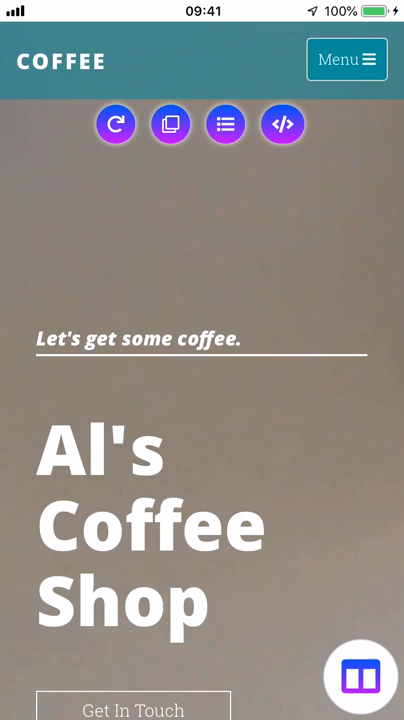 09:41
100%
COFFEE
Menu
Let's get some coffee.
Al's
Coffee
Shop
Get In Touch